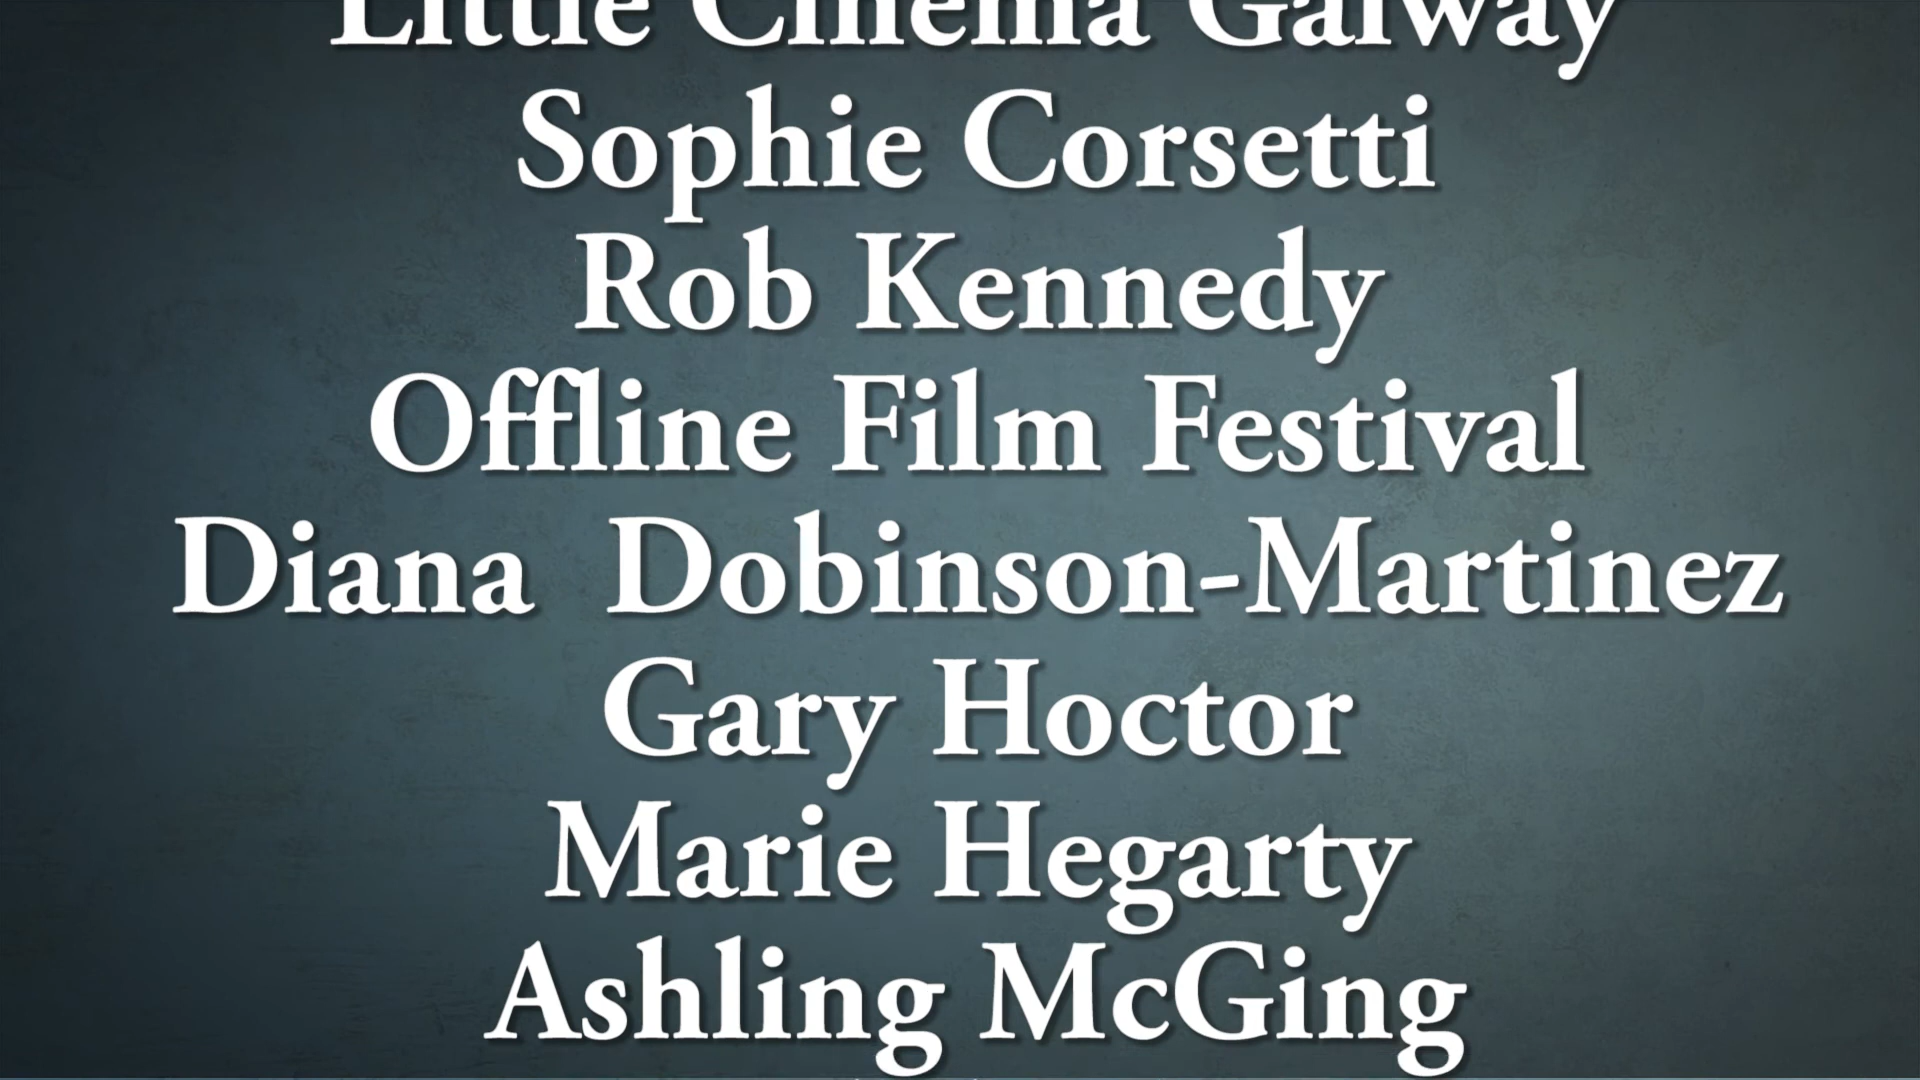 Little Cinema Galway
Sophie Corsetti
Rob Kennedy
Offline Film Festival
Diana  Dobinson-Martinez
Gary Hoctor
Marie Hegarty
Ashling McGing